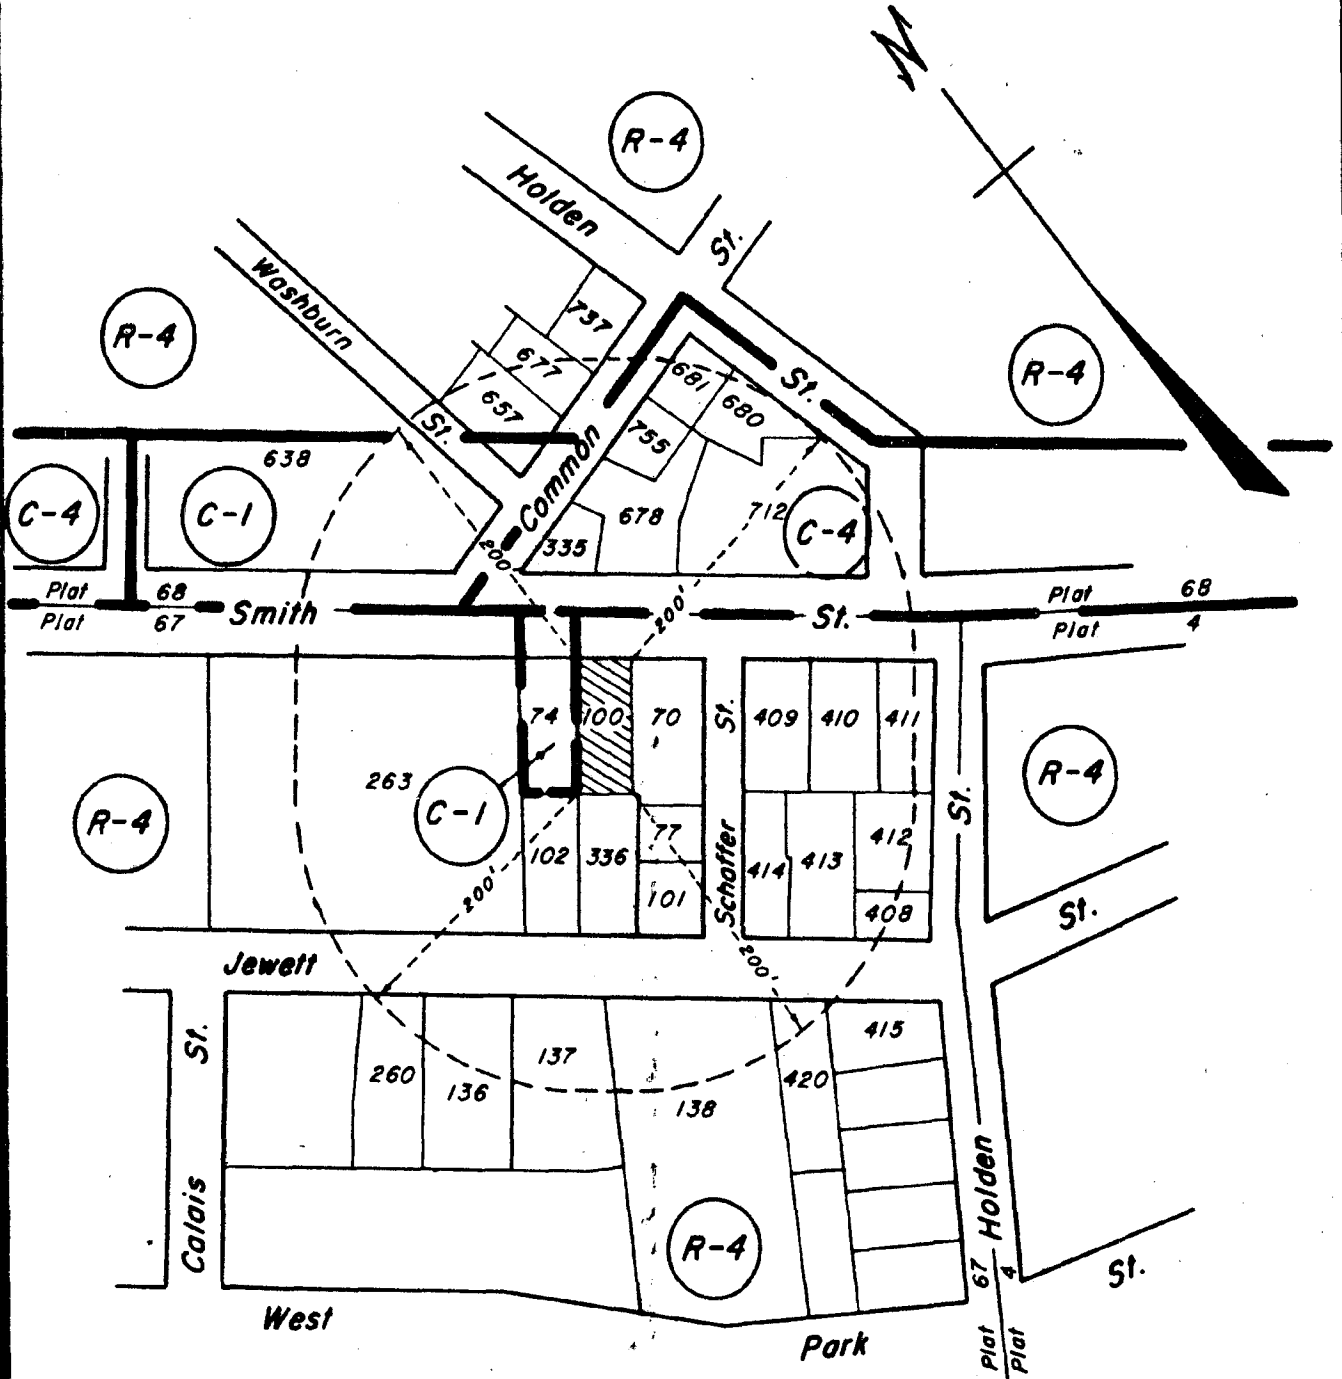 N
R-4
Holden
St.
Washburn
St.
R-4
R-4
737
677
657
681
680
755
St.
638
C-4
C-1
Common
678
712
C-4
335
200'
200'
Plat 68
Plat 67
Smith
St.
Plat 68
Plat 4
74
100
70
St.
409
410
411
263
C-1
R-4
R-4
St.
102
336
77
101
Schaffer
414
413
412
408
200'
200'
St.
Jewett
St.
260
136
137
138
420
415
Calais
R-4
Holden
67
4
Plat
Plat
St.
West
Park